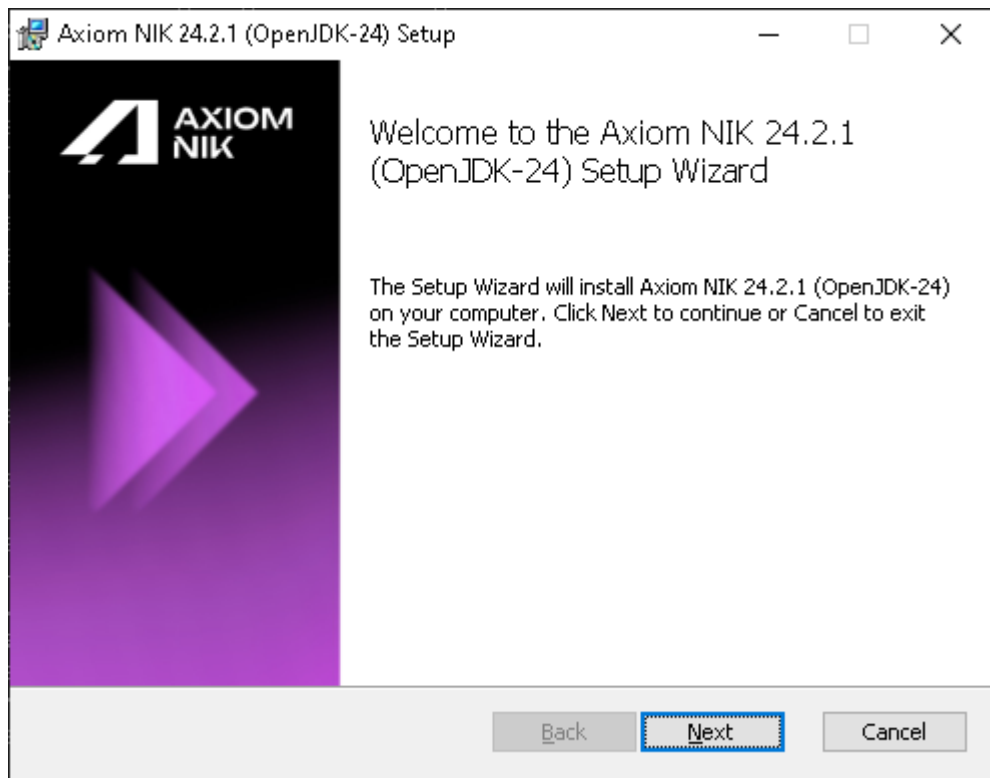 Axiom NIK 24.2.1 (OpenJDK-24) Setup
AXIOM
NIK
Welcome to the Axiom NIK 24.2.1
(OpenJDK-24) Setup Wizard
The Setup Wizard will install Axiom NIK 24.2.1 (OpenJDK-24)
on your computer. Click Next to continue or Cancel to exit
the Setup Wizard.
Back
Next
Cancel